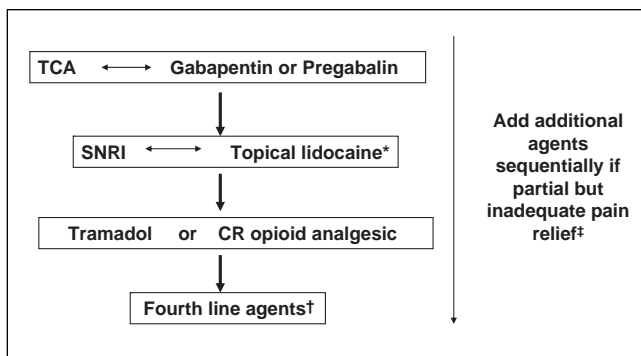 TCA Gabapentin or Pregabalin
SNRI Topical lidocaine*
Tramadol or CR opioid analgesic
Fourth line agents†
Add additional
agents
sequentially if
partial but
inadequate pain
relief‡